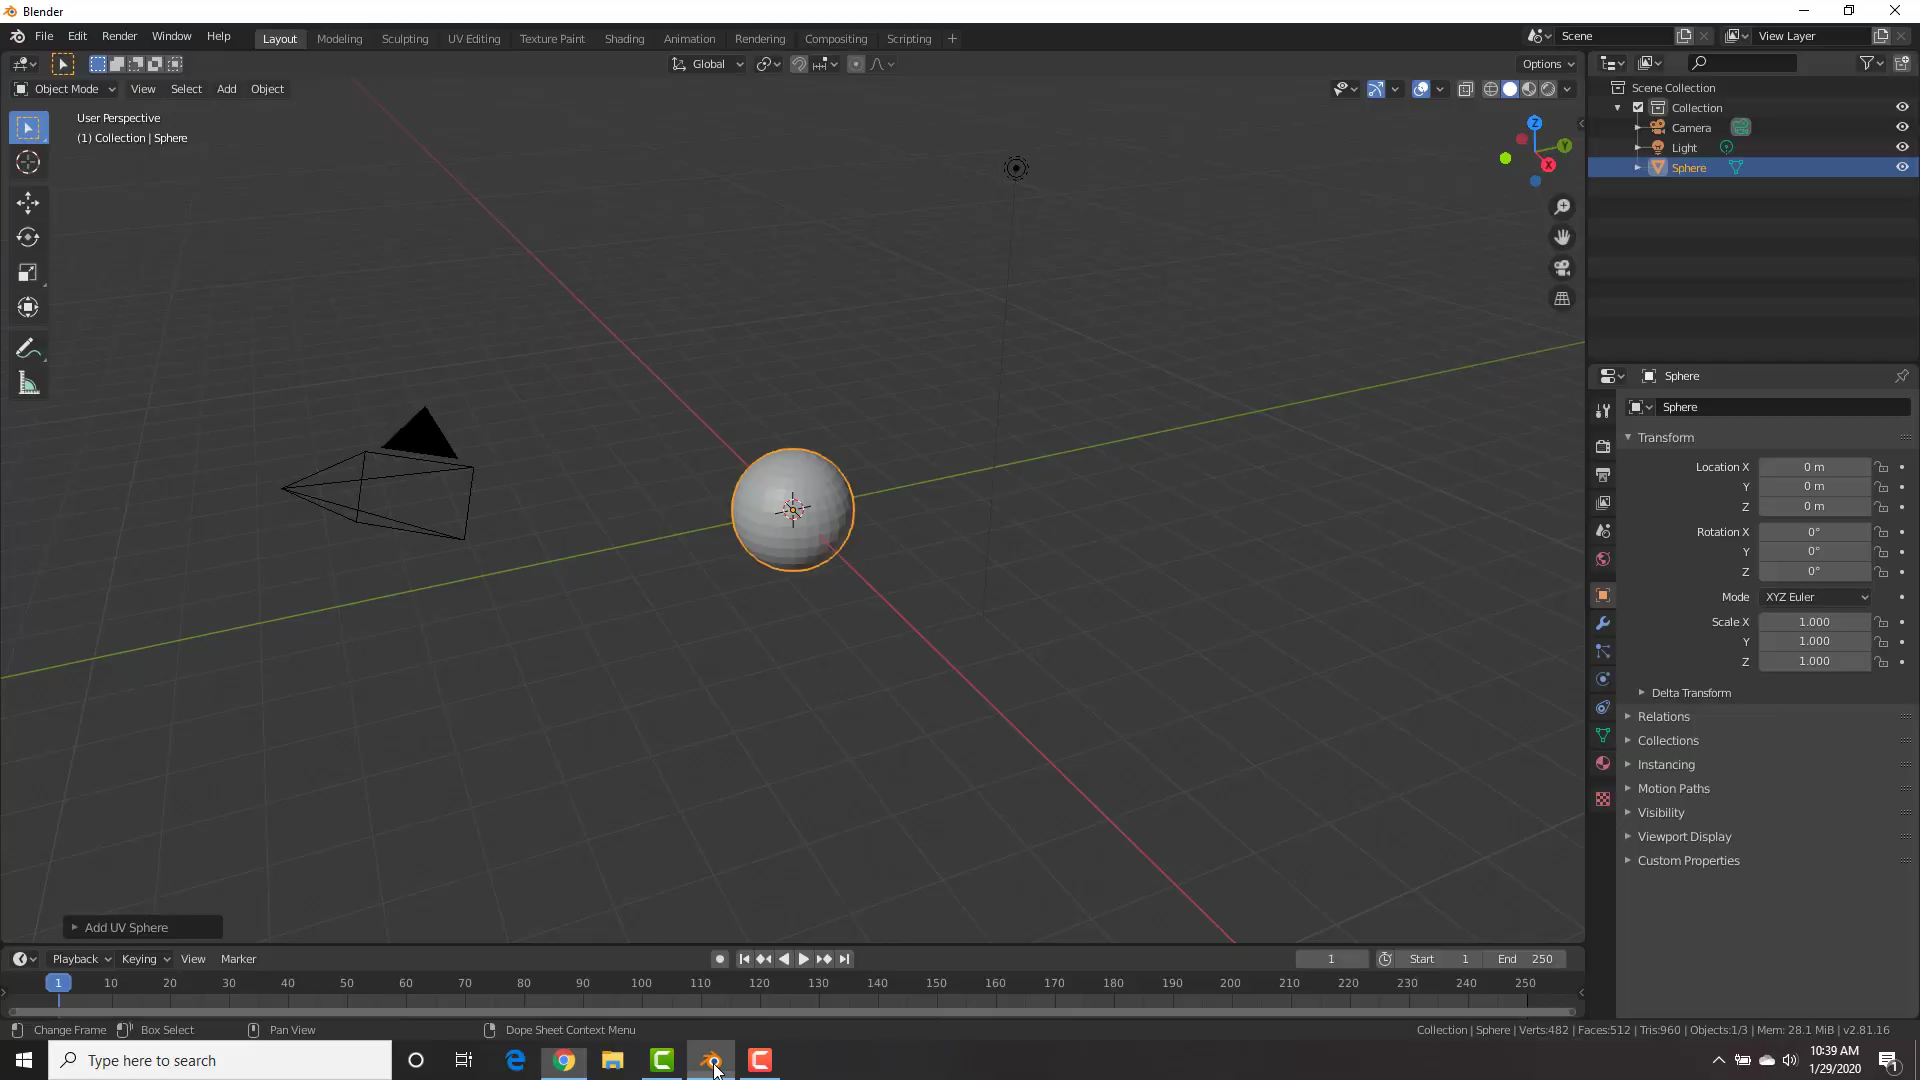 Blender
File Edit Render Window Help
Layout Modeling Sculpting UV Editing Texture Paint Shading Animation Rendering Compositing Scripting +
Scene
View Layer
Global
Options
Object Mode View Select Add Object
User Perspective
(1) Collection | Sphere
Z
Y
X
Scene Collection
Collection
Camera
Light
Sphere
Sphere
Sphere
Transform
Location X 0 m
Y 0 m
Z 0 m
Rotation X 0°
Y 0°
Z 0°
Mode XYZ Euler
Scale X 1.000
Y 1.000
Z 1.000
Delta Transform
Relations
Collections
Instancing
Motion Paths
Visibility
Viewport Display
Custom Properties
Add UV Sphere
Playback Keying View Marker
1 Start 1 End 250
1 10 20 30 40 50 60 70 80 90 100 110 120 130 140 150 160 170 180 190 200 210 220 230 240 250
Change Frame Box Select Pan View Dope Sheet Context Menu
Collection | Sphere | Verts:482 | Faces:512 | Tris:960 | Objects:1/3 | Mem: 28.1 MiB | v2.81.16
Type here to search
10:39 AM
1/29/2020
1